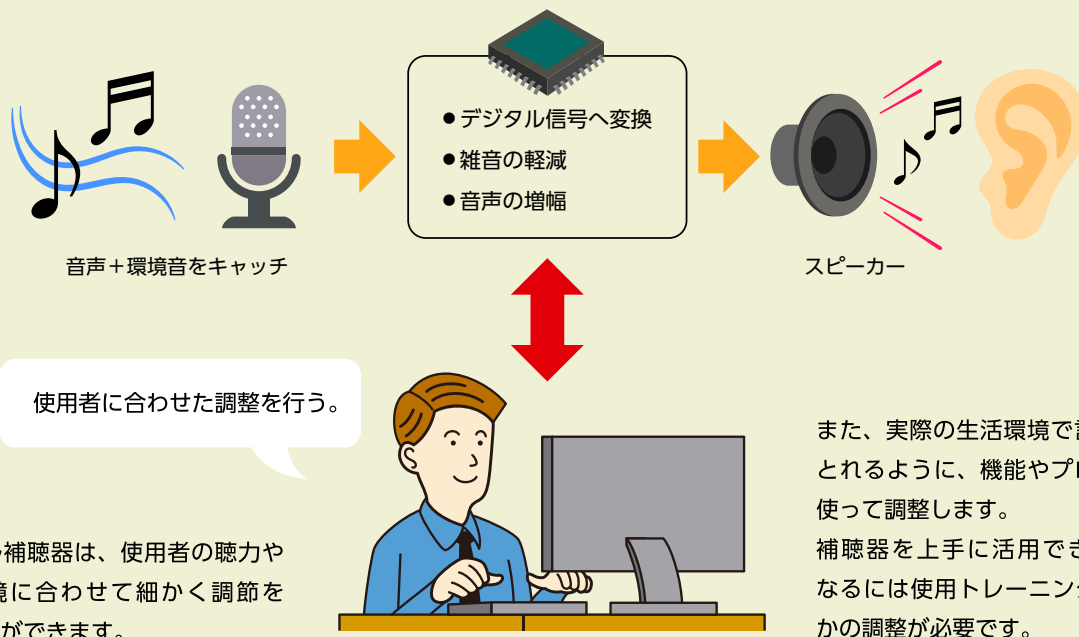 ●デジタル信号へ変換
●雑音の軽減
●音声の増幅
音声＋環境音をキャッチ
スピーカー
使用者に合わせた調整を行う。
補聴器は、使用者の聴力や
に合わせて細かく調節を
ができます。
また、実際の生活環境で
とれるように、機能やプ
使って調整します。
補聴器を上手に活用でき
なるには使用トレーニン
かの調整が必要です。